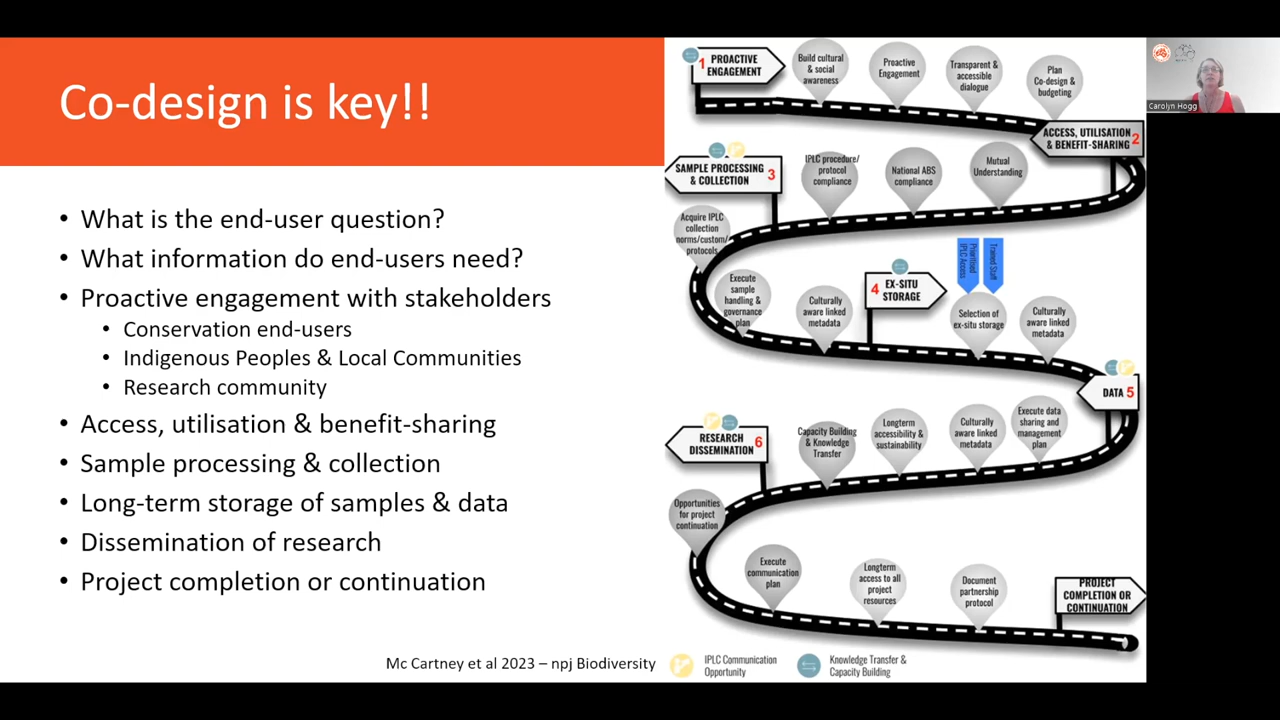 Co-design is key!!
• What is the end-user question?
• What information do end-users need?
• Proactive engagement with stakeholders
• Conservation end-users
• Indigenous Peoples & Local Communities
• Research community
• Access, utilisation & benefit-sharing
• Sample processing & collection
• Long-term storage of samples & data
• Dissemination of research
• Project completion or continuation
Mc Cartney et al 2023 – npj Biodiversity
1 PROACTIVE
ENGAGEMENT
Build cultural
& social
awareness
Proactive
Engagement
Transparent &
accessible
dialogue
Plan
Co-design &
budgeting
ACCESS, UTILISATION
& BENEFIT-SHARING 2
SAMPLE PROCESSING
& COLLECTION 3
IPLC procedure/
protocol
compliance
National ABS
compliance
Mutual
Understanding
Acquire IPLC
collection
norms/custom/
protocols
Execute
sample
handling &
governance
plan
Culturally
aware linked
metadata
4 EX-SITU
STORAGE
Prioritised
IPLC Access
Trained Staff
Selection of
ex-situ storage
Culturally
aware linked
metadata
DATA 5
RESEARCH
DISSEMINATION 6
Capacity Building
& Knowledge
Transfer
Longterm
accessibility &
sustainability
Culturally
aware linked
metadata
Execute data
sharing and
management
plan
Opportunities
for project
continuation
Execute
communication
plan
Longterm
access to all
project
resources
Document
partnership
protocol
PROJECT
COMPLETION OR
CONTINUATION
IPLC Communication
Opportunity
Knowledge Transfer &
Capacity Building
Carolyn Hogg